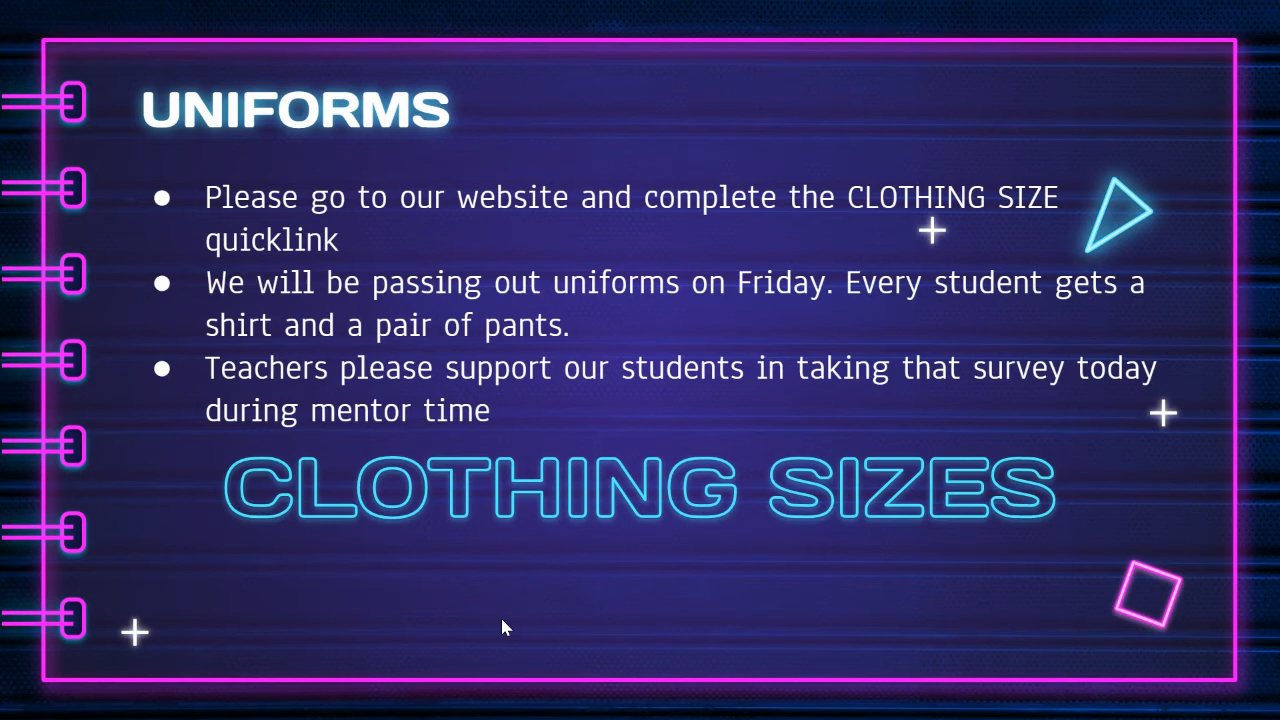 UNIFORMS
● Please go to our website and complete the CLOTHING SIZE
quicklink
● We will be passing out uniforms on Friday. Every student gets a
shirt and a pair of pants.
● Teachers please support our students in taking that survey today
during mentor time
CLOTHING SIZES